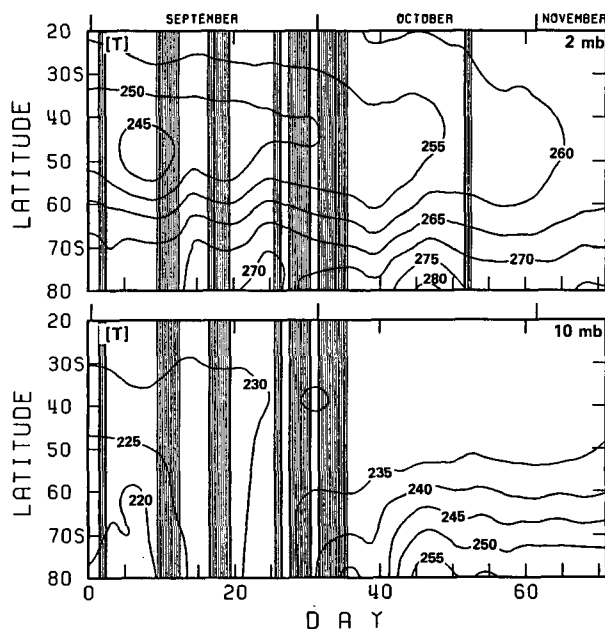 SEPTEMBER OCTOBER NOVEMBER
20 [T] 2 mb
30S
250
40 245 255
260
50
60
265
70S 270
270 275
80 280
LATITUDE
20 [T] 10 mb
30S
230
40
225
50
235
60 220 240
245
70S
250
255
80
LATITUDE
0 20 40 60 70
DAY